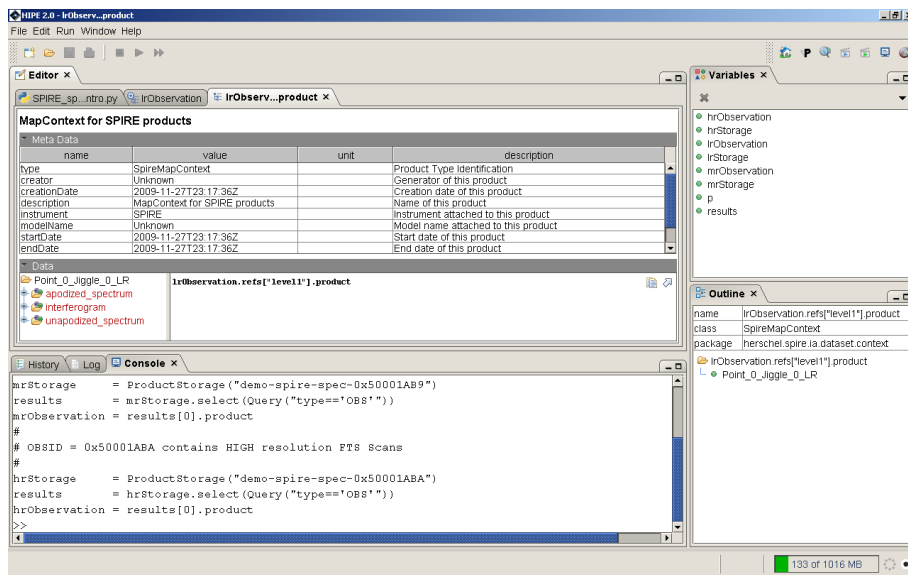 HIPE 2.0 - lrObserv...product
File Edit Run Window Help
Editor ×
SPIRE_sp...ntro.py lrObservation lrObserv...product ×
MapContext for SPIRE products
Meta Data
name value unit description
type SpireMapContext Product Type Identification
creator Unknown Generator of this product
creationDate 2009-11-27T23:17:36Z Creation date of this product
description MapContext for SPIRE products Name of this product
instrument SPIRE Instrument attached to this product
modelName Unknown Model name attached to this product
startDate 2009-11-27T23:17:36Z Start date of this product
endDate 2009-11-27T23:17:36Z End date of this product
Data
Point_0_Jiggle_0_LR
apodized_spectrum
interferogram
unapodized_spectrum
lrObservation.refs["level1"].product
History Log Console ×
mrStorage = ProductStorage("demo-spire-spec-0x50001AB9")
results = mrStorage.select(Query("type=='OBS'"))
mrObservation = results[0].product
#
# OBSID = 0x50001ABA contains HIGH resolution FTS Scans
#
hrStorage = ProductStorage("demo-spire-spec-0x50001ABA")
results = hrStorage.select(Query("type=='OBS'"))
hrObservation = results[0].product
>>
Variables ×
hrObservation
hrStorage
lrObservation
lrStorage
mrObservation
mrStorage
p
results
Outline ×
name lrObservation.refs["level1"].product
class SpireMapContext
package herschel.spire.ia.dataset.context
lrObservation.refs["level1"].product
Point_0_Jiggle_0_LR
133 of 1016 MB